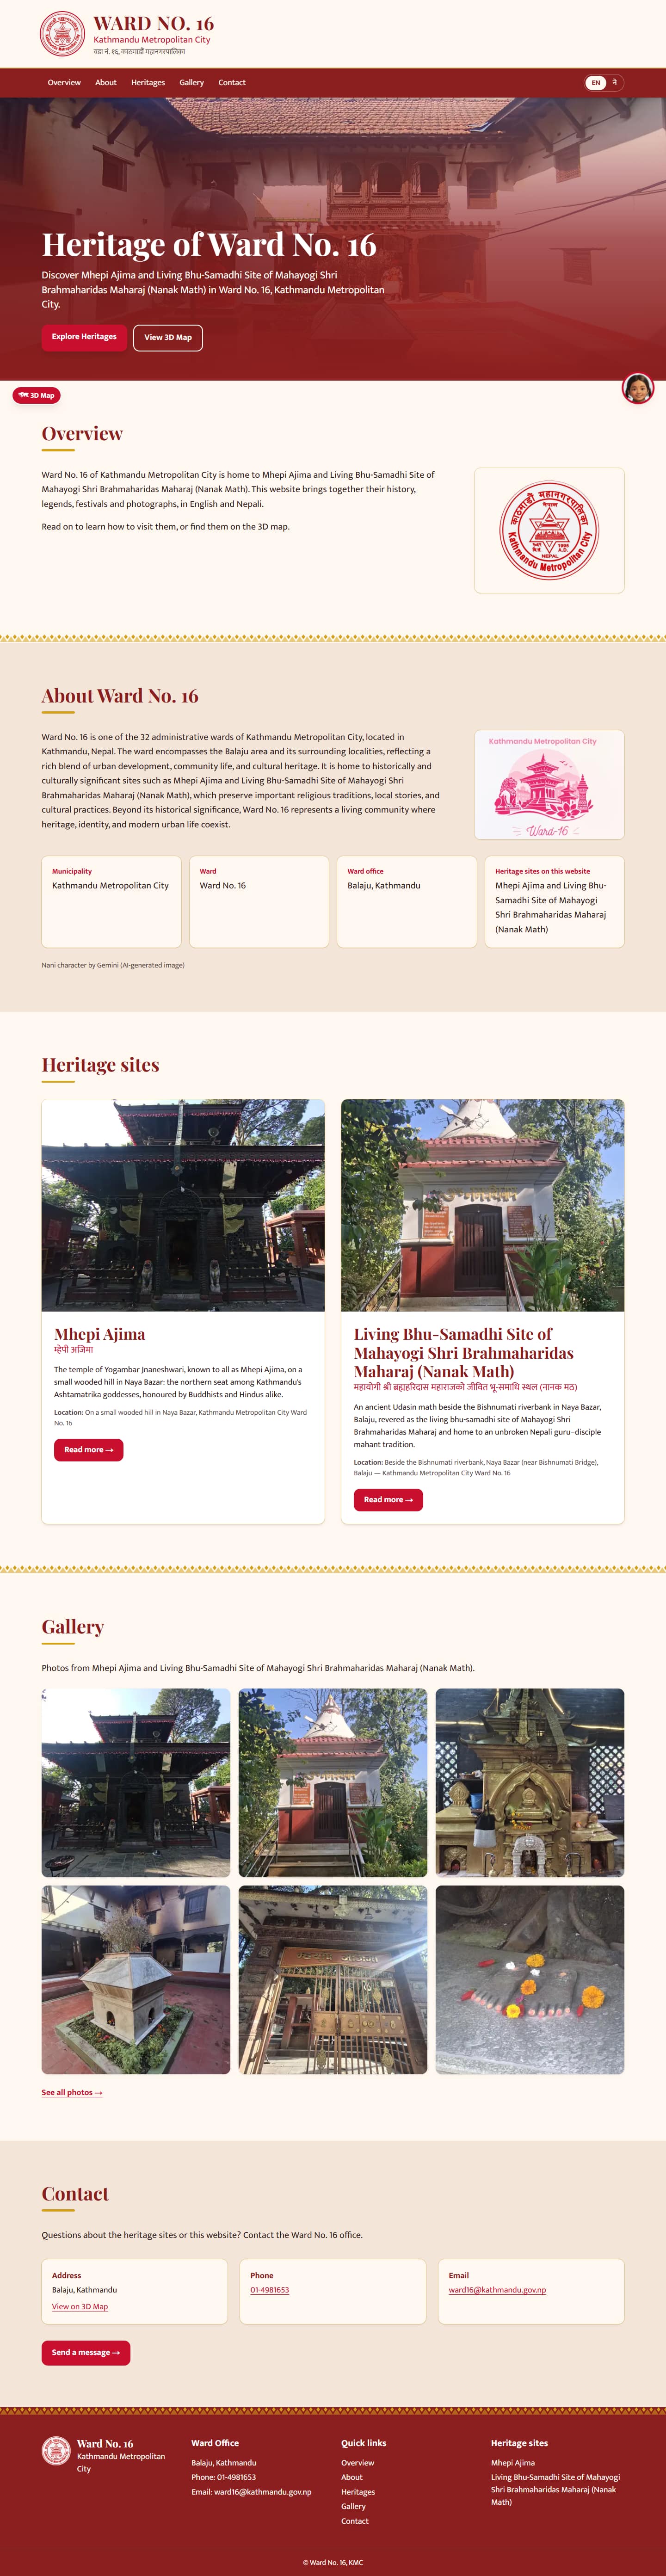 WARD NO. 16
Kathmandu Metropolitan City
वडा नं. १६, काठमाडौं महानगरपालिका
Overview
About
Heritages
Gallery
Contact
EN
ने
Heritage of Ward No. 16
Discover Mhepi Ajima and Living Bhu-Samadhi Site of Mahayogi Shri
Brahmaharidas Maharaj (Nanak Math) in Ward No. 16, Kathmandu Metropolitan
City.
Explore Heritages
View 3D Map
3D Map
Overview
Ward No. 16 of Kathmandu Metropolitan City is home to Mhepi Ajima and Living Bhu-Samadhi Site of
Mahayogi Shri Brahmaharidas Maharaj (Nanak Math). This website brings together their history,
legends, festivals and photographs, in English and Nepali.
Read on to learn how to visit them, or find them on the 3D map.
काठमाडौं महानगरपालिका
Kathmandu Metropolitan City
NEPAL
About Ward No. 16
Ward No. 16 is one of the 32 administrative wards of Kathmandu Metropolitan City, located in
Kathmandu, Nepal. The ward encompasses the Balaju area and its surrounding localities, reflecting a
rich blend of urban development, community life, and cultural heritage. It is home to historically and
culturally significant sites such as Mhepi Ajima and Living Bhu-Samadhi Site of Mahayogi Shri
Brahmaharidas Maharaj (Nanak Math), which preserve important religious traditions, local stories, and
cultural practices. Beyond its historical significance, Ward No. 16 represents a living community where
heritage, identity, and modern urban life coexist.
Kathmandu Metropolitan City
Ward-16
Municipality
Kathmandu Metropolitan City
Ward
Ward No. 16
Ward office
Balaju, Kathmandu
Heritage sites on this website
Mhepi Ajima and Living Bhu-
Samadhi Site of Mahayogi
Shri Brahmaharidas Maharaj
(Nanak Math)
Nani character by Gemini (AI-generated image)
Heritage sites
Mhepi Ajima
म्हेपी अजिमा
The temple of Yogambar Jnaneshwari, known to all as Mhepi Ajima, on a
small wooded hill in Naya Bazar: the northern seat among Kathmandu's
Ashtamatrika goddesses, honoured by Buddhists and Hindus alike.
Location: On a small wooded hill in Naya Bazar, Kathmandu Metropolitan City Ward
No. 16
Read more →
Living Bhu-Samadhi Site of
Mahayogi Shri Brahmaharidas
Maharaj (Nanak Math)
महायोगी श्री ब्रह्महरिदास महाराजको जीवित भू-समाधि स्थल (नानक मठ)
An ancient Udasin math beside the Bishnumati riverbank in Naya Bazar,
Balaju, revered as the living bhu-samadhi site of Mahayogi Shri
Brahmaharidas Maharaj and home to an unbroken Nepali guru–disciple
mahant tradition.
Location: Beside the Bishnumati riverbank, Naya Bazar (near Bishnumati Bridge),
Balaju — Kathmandu Metropolitan City Ward No. 16
Read more →
Gallery
Photos from Mhepi Ajima and Living Bhu-Samadhi Site of Mahayogi Shri Brahmaharidas Maharaj (Nanak Math).
See all photos →
Contact
Questions about the heritage sites or this website? Contact the Ward No. 16 office.
Address
Balaju, Kathmandu
View on 3D Map
Phone
01-4981653
Email
ward16@kathmandu.gov.np
Send a message →
Ward No. 16
Kathmandu Metropolitan
City
Ward Office
Balaju, Kathmandu
Phone: 01-4981653
Email: ward16@kathmandu.gov.np
Quick links
Overview
About
Heritages
Gallery
Contact
Heritage sites
Mhepi Ajima
Living Bhu-Samadhi Site of Mahayogi
Shri Brahmaharidas Maharaj (Nanak
Math)
© Ward No. 16, KMC